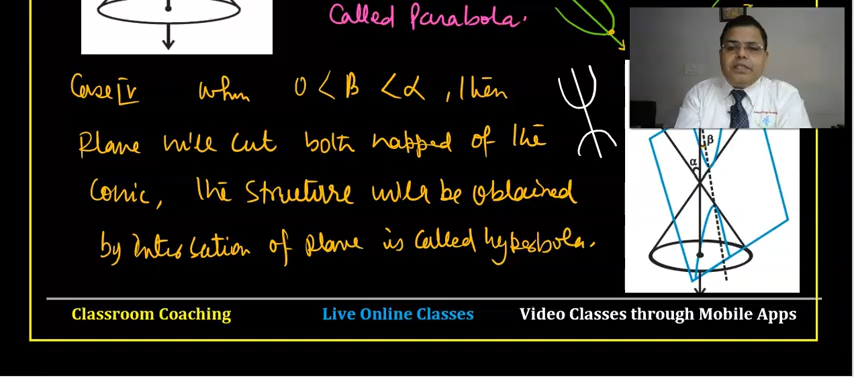 Called Parabola.
Case IV when 0 < β < α, then
Plane will cut both napped of the
Conic, The Structure will be obtained
by intersection of Plane is called hyperbola.
α
β
Classroom Coaching Live Online Classes Video Classes through Mobile Apps